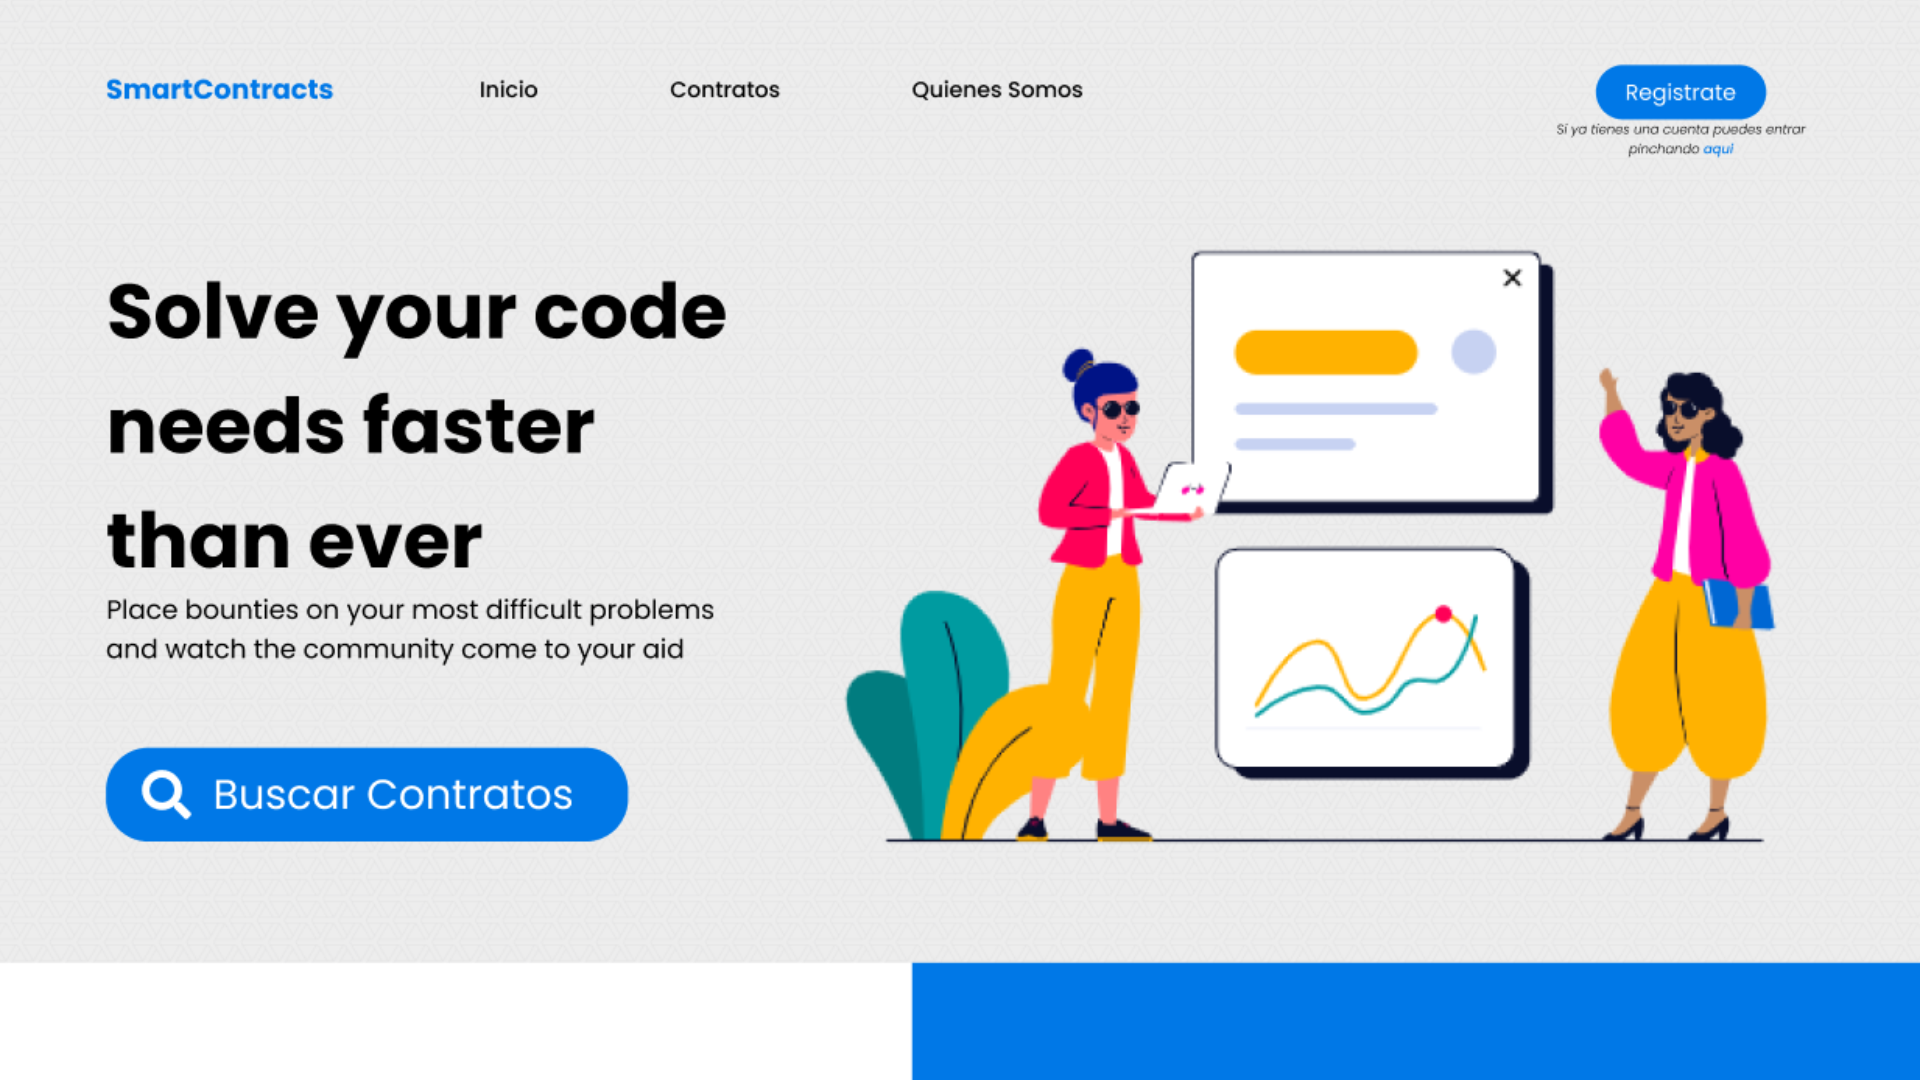 SmartContracts
Inicio
Contratos
Quienes Somos
Registrate
Si ya tienes una cuenta puedes entrar
pinchando aqui
Solve your code
needs faster
than ever
Place bounties on your most difficult problems
and watch the community come to your aid
Buscar Contratos